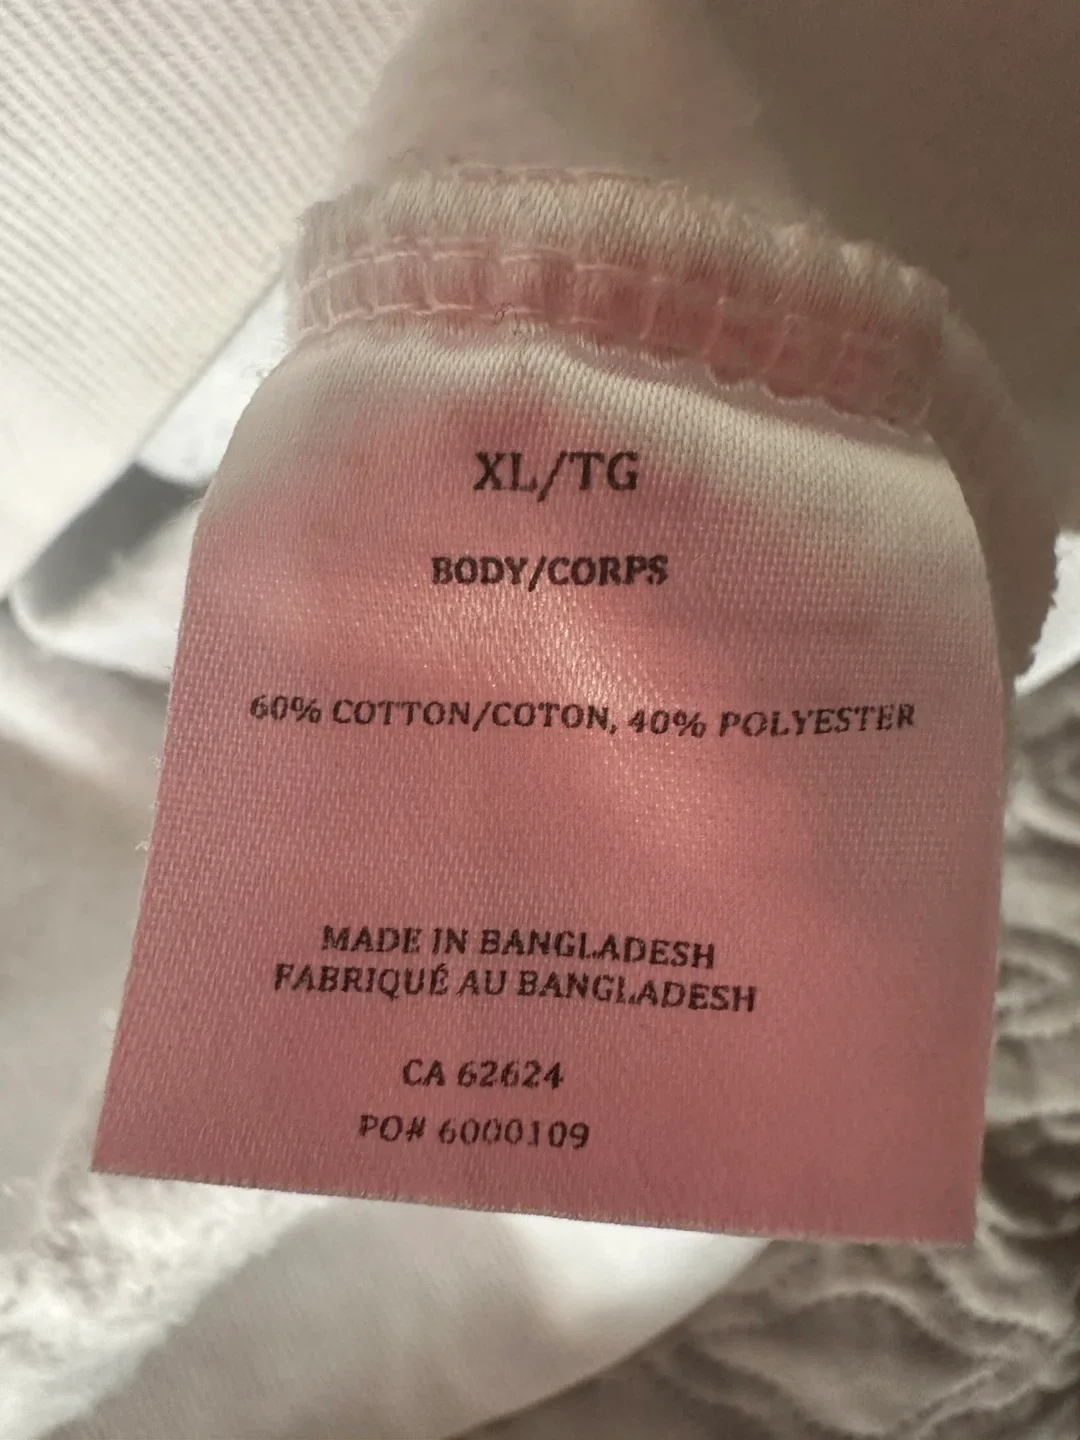 XL/TG
BODY/CORPS
60% COTTON/COTON, 40% POLYESTER
MADE IN BANGLADESH
FABRIQUÉ AU BANGLADESH
CA 62624
PO# 6000109